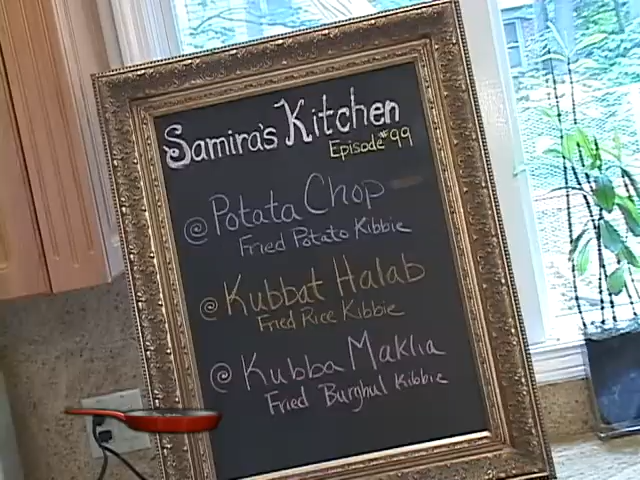 Samira's Kitchen
Episode #99
@ Potata Chop
Fried Potato Kibbie
@ Kubbat Halab
Fried Rice Kibbie
@ Kubba Maklia
Fried Burghul Kibbie